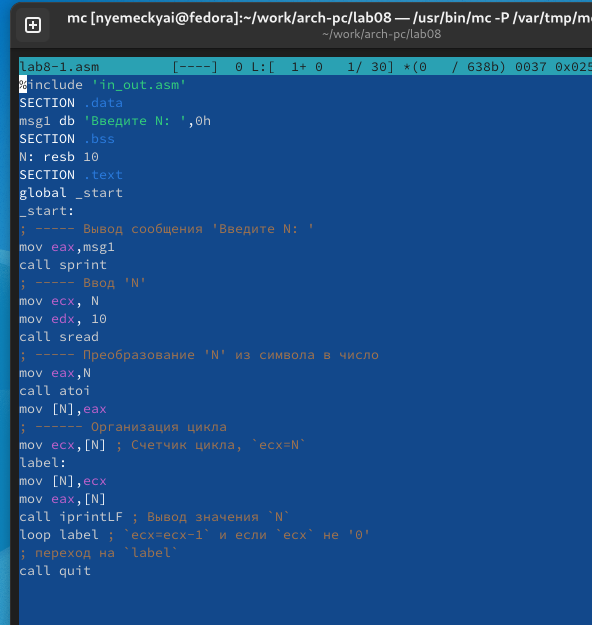 mc [nyemeckyai@fedora]:~/work/arch-pc/lab08 — /usr/bin/mc -P /var/tmp/mc
~/work/arch-pc/lab08
lab8-1.asm [----] 0 L:[ 1+ 0 1/ 30] *(0 / 638b) 0037 0x025
%include 'in_out.asm'
SECTION .data
msg1 db 'Введите N: ',0h
SECTION .bss
N: resb 10
SECTION .text
global _start
_start:
; ----- Вывод сообщения 'Введите N: '
mov eax,msg1
call sprint
; ----- Ввод 'N'
mov ecx, N
mov edx, 10
call sread
; ----- Преобразование 'N' из символа в число
mov eax,N
call atoi
mov [N],eax
; ------ Организация цикла
mov ecx,[N] ; Счетчик цикла, `ecx=N`
label:
mov [N],ecx
mov eax,[N]
call iprintLF ; Вывод значения `N`
loop label ; `ecx=ecx-1` и если `ecx` не '0'
; переход на `label`
call quit